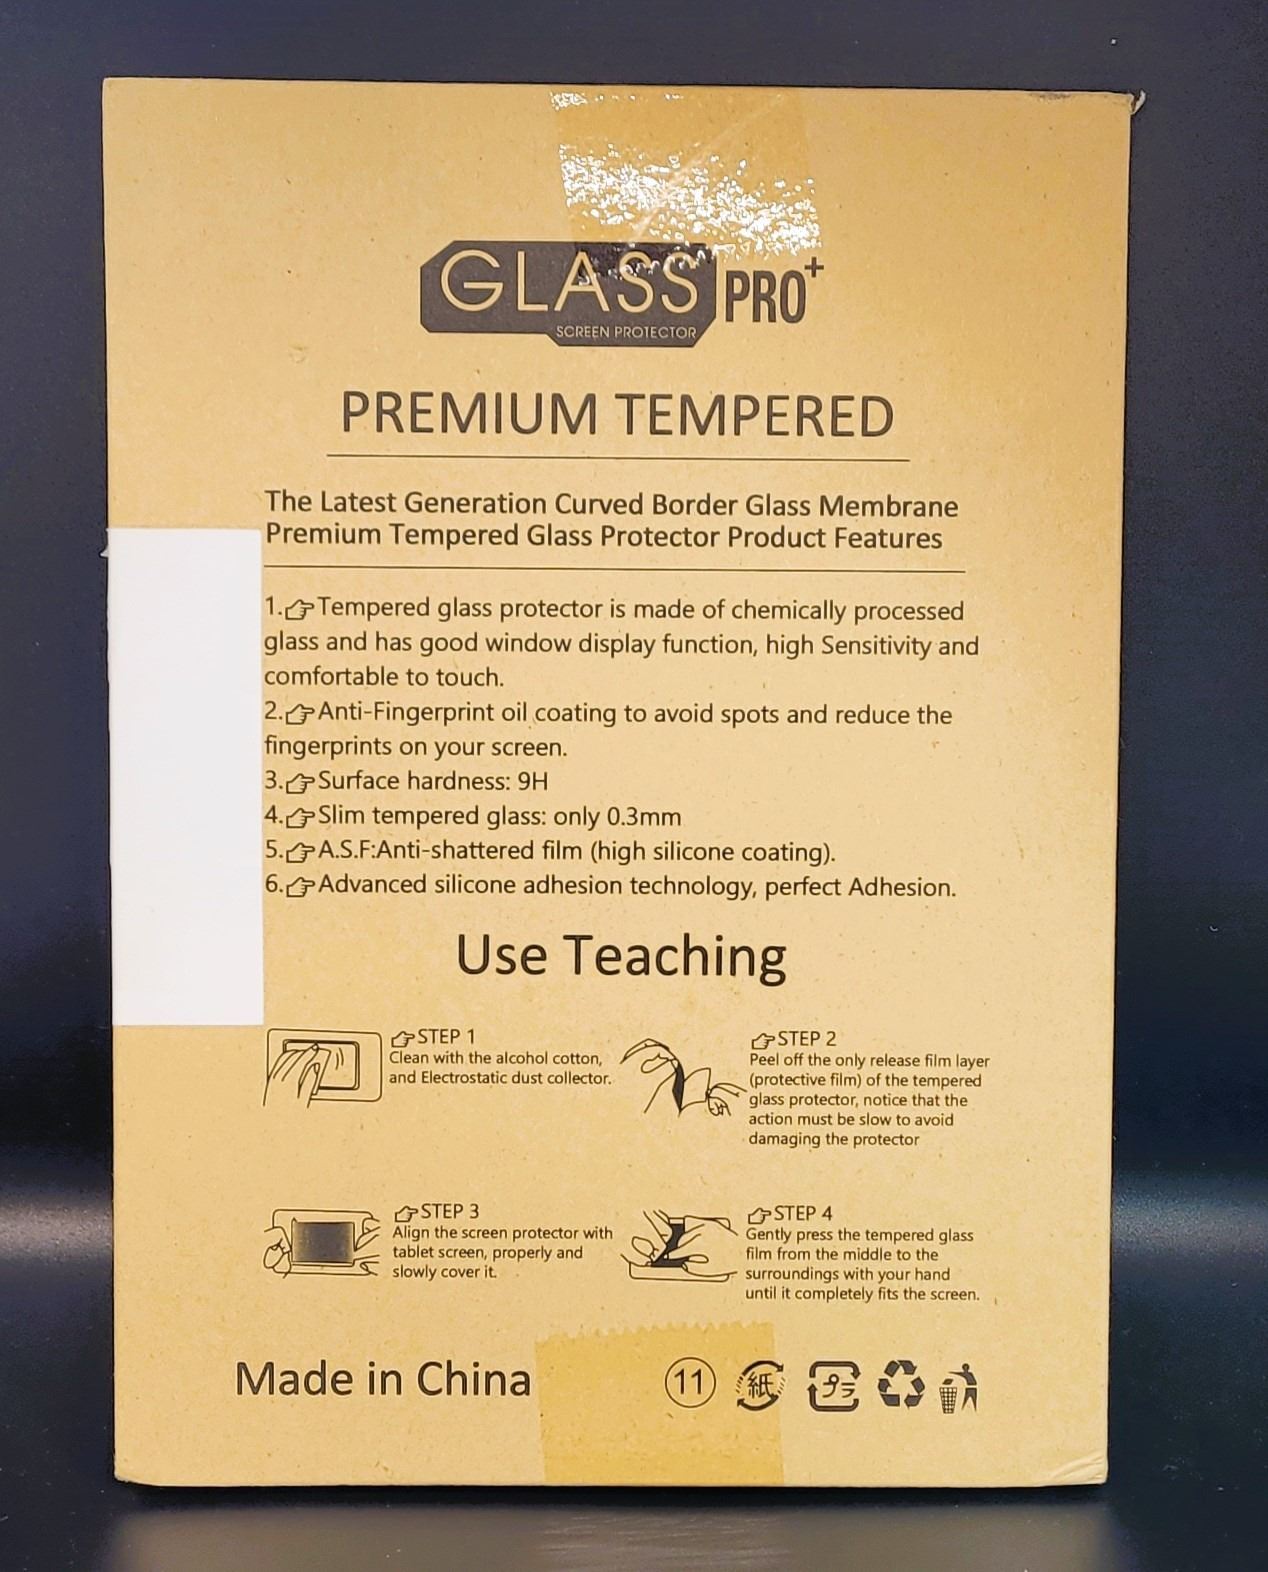 GLASS PRO+
SCREEN PROTECTOR
PREMIUM TEMPERED
The Latest Generation Curved Border Glass Membrane
Premium Tempered Glass Protector Product Features
1.👉Tempered glass protector is made of chemically processed
glass and has good window display function, high Sensitivity and
comfortable to touch.
2.👉Anti-Fingerprint oil coating to avoid spots and reduce the
fingerprints on your screen.
3.👉Surface hardness: 9H
4.👉Slim tempered glass: only 0.3mm
5.👉A.S.F:Anti-shattered film (high silicone coating).
6.👉Advanced silicone adhesion technology, perfect Adhesion.
Use Teaching
👉STEP 1
Clean with the alcohol cotton,
and Electrostatic dust collector.
👉STEP 2
Peel off the only release film layer
(protective film) of the tempered
glass protector, notice that the
action must be slow to avoid
damaging the protector
👉STEP 3
Align the screen protector with
tablet screen, properly and
slowly cover it.
👉STEP 4
Gently press the tempered glass
film from the middle to the
surroundings with your hand
until it completely fits the screen.
Made in China
11 紙 プラ